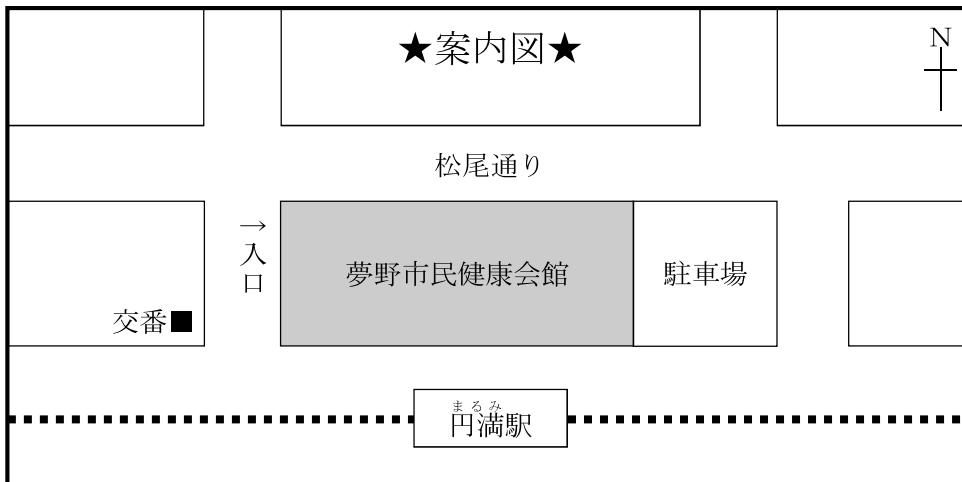 ★案内図★
N
松尾通り
→
入口
夢野市民健康会館
駐車場
交番■
まるみ
円満駅